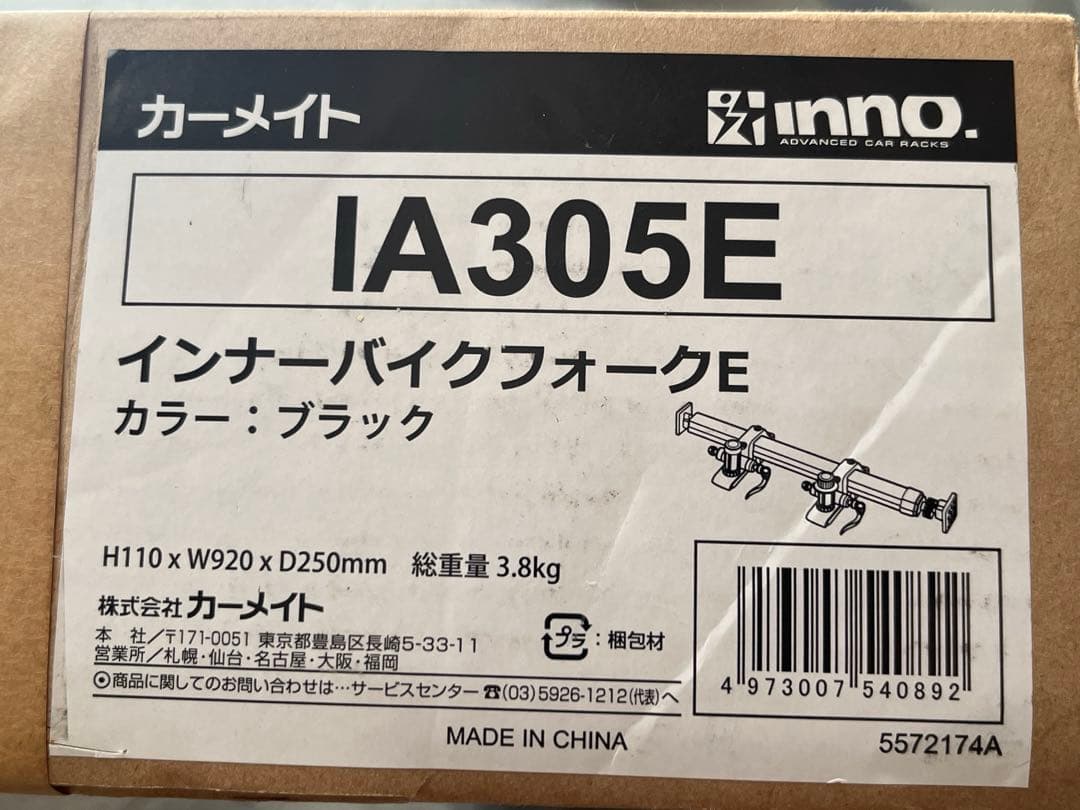 カーメイト
inno.
ADVANCED CAR RACKS
IA305E
インナーバイクフォークE
カラー：ブラック
H110 x W920 x D250mm 総重量 3.8kg
株式会社 カーメイト
本 社/〒171-0051 東京都豊島区長崎5-33-11
営業所/札幌・仙台・名古屋・大阪・福岡
プラ：梱包材
◉商品に関してのお問い合わせは…サービスセンター ☎(03)5926-1212(代表)へ
4 973007 540892
MADE IN CHINA
5572174A